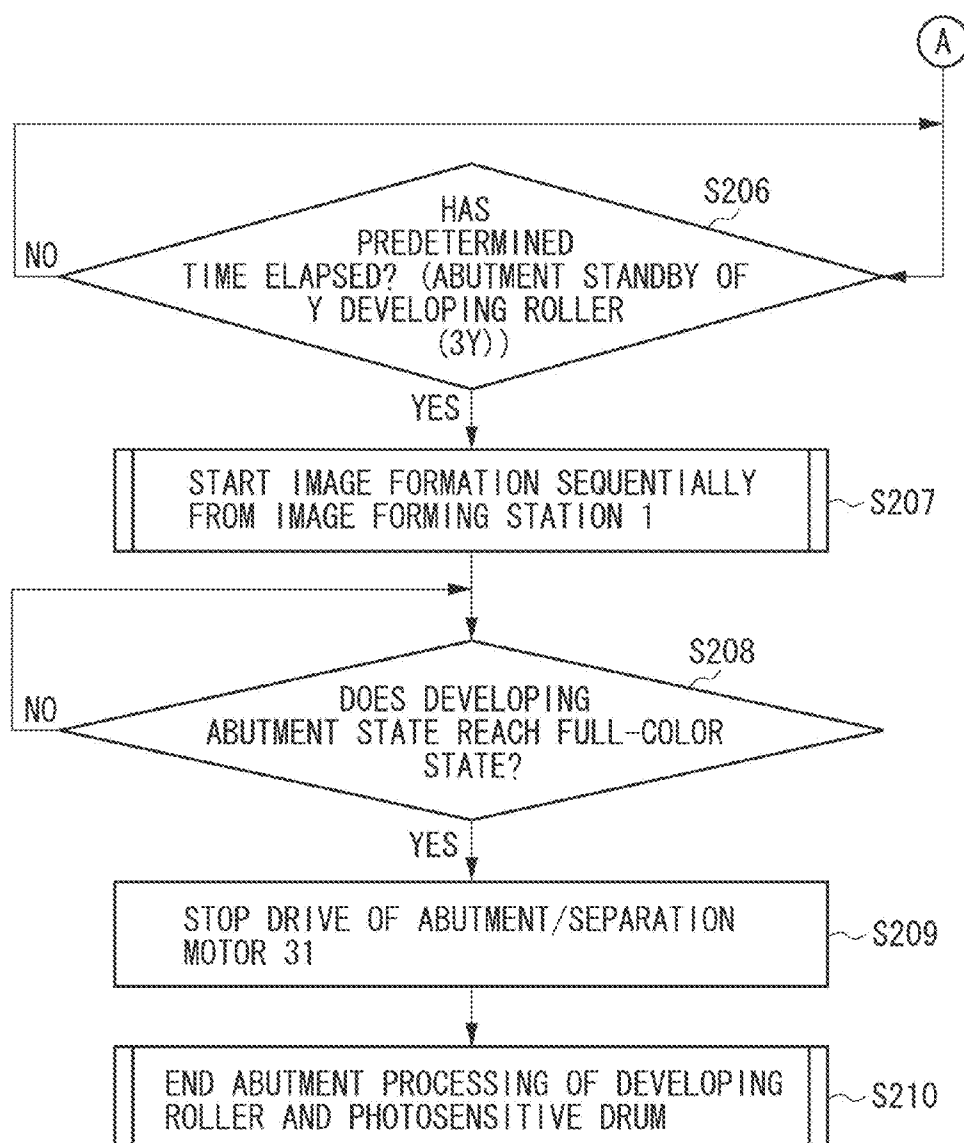 A
S206
HAS
PREDETERMINED
TIME ELAPSED? (ABUTMENT STANDBY OF
Y DEVELOPING ROLLER
(3Y))
NO
YES
START IMAGE FORMATION SEQUENTIALLY
FROM IMAGE FORMING STATION 1
S207
S208
DOES DEVELOPING
ABUTMENT STATE REACH FULL-COLOR
STATE?
NO
YES
STOP DRIVE OF ABUTMENT/SEPARATION
MOTOR 31
S209
END ABUTMENT PROCESSING OF DEVELOPING
ROLLER AND PHOTOSENSITIVE DRUM
S210